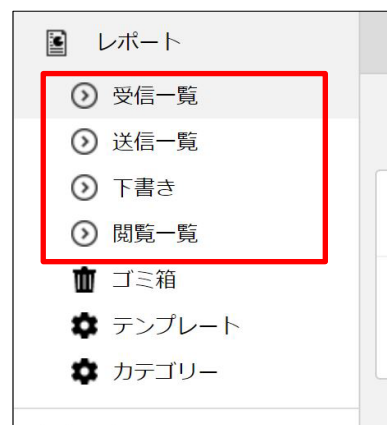 レポート
受信一覧
送信一覧
下書き
閲覧一覧
ゴミ箱
テンプレート
カテゴリー